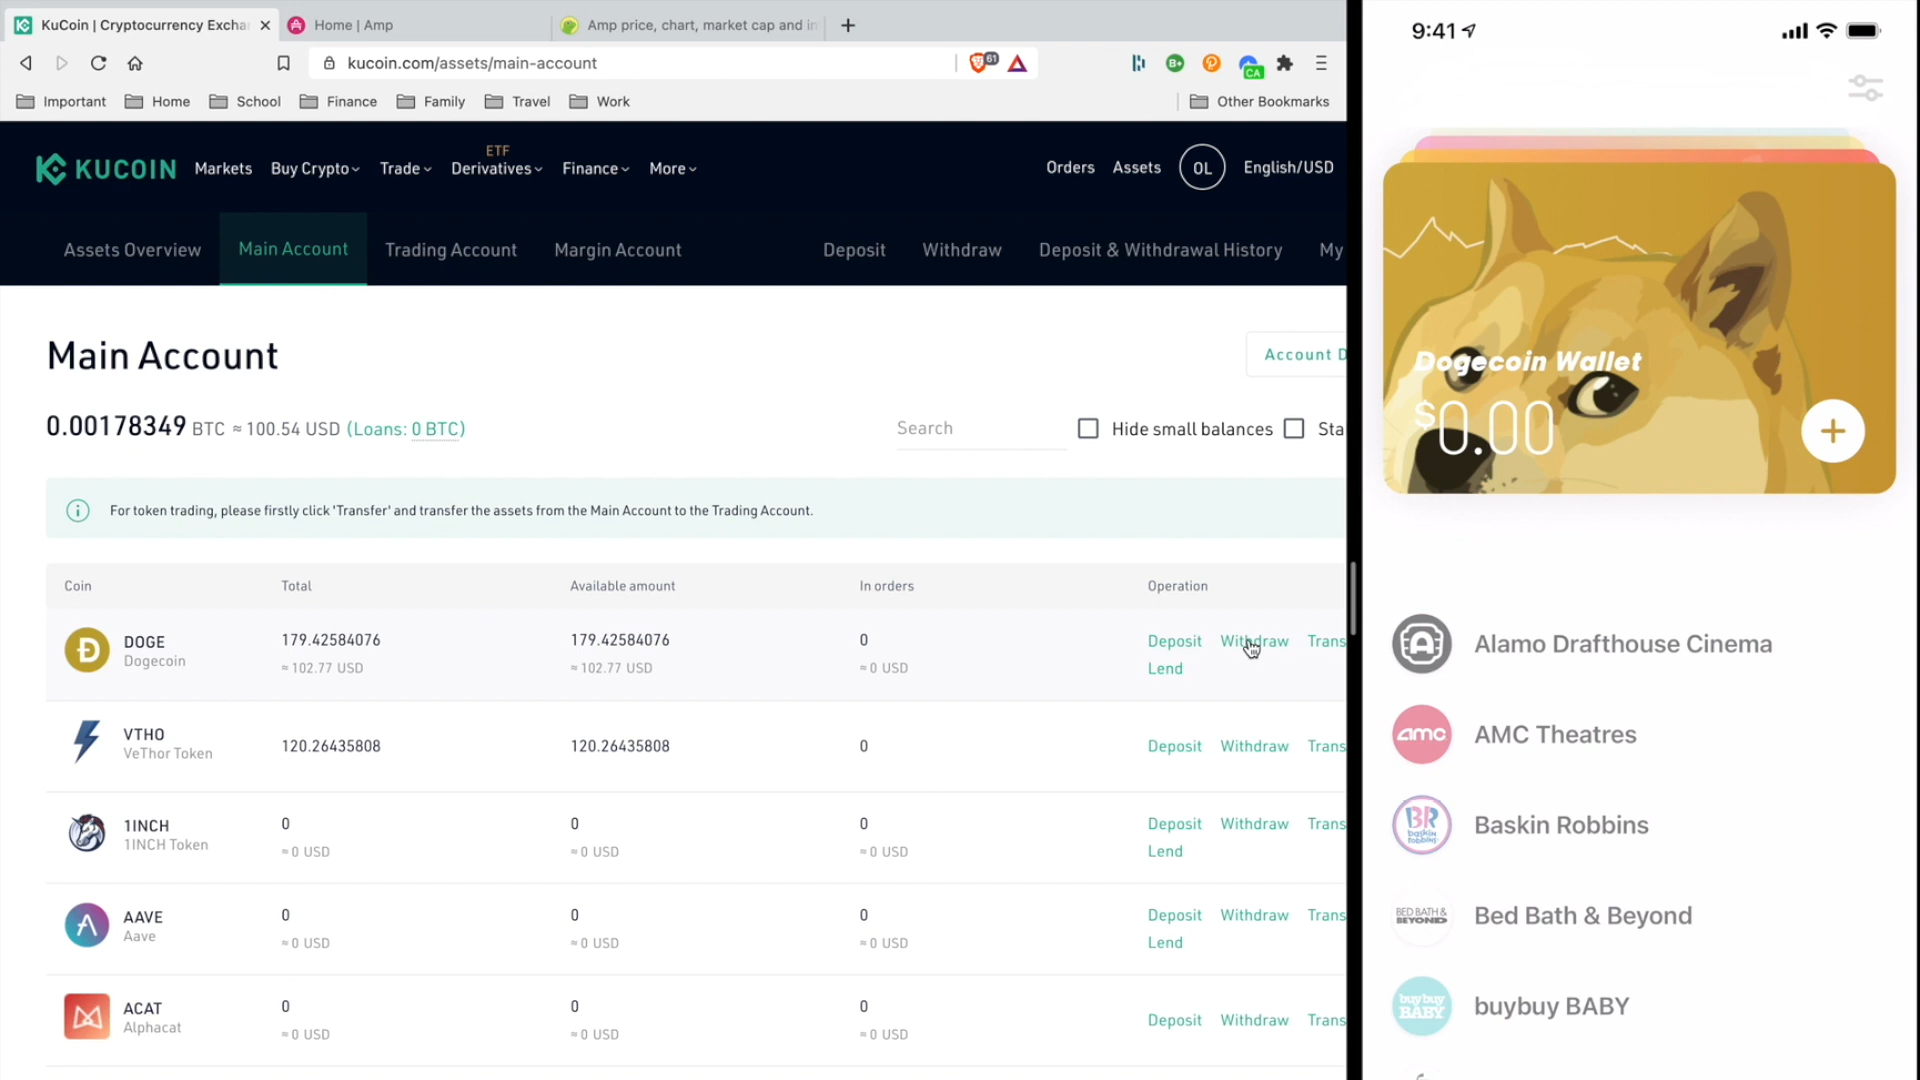 KuCoin | Cryptocurrency Excha
Home | Amp
Amp price, chart, market cap and in
kucoin.com/assets/main-account
61
B+
CA
Important
Home
School
Finance
Family
Travel
Work
Other Bookmarks
KUCOIN
Markets
Buy Crypto
Trade
ETF
Derivatives
Finance
More
Orders
Assets
OL
English/USD
Assets Overview
Main Account
Trading Account
Margin Account
Deposit
Withdraw
Deposit & Withdrawal History
My
Main Account
Account D
0.00178349 BTC ≈ 100.54 USD (Loans: 0 BTC)
Search
Hide small balances
Sta
For token trading, please firstly click 'Transfer' and transfer the assets from the Main Account to the Trading Account.
Coin Total Available amount In orders Operation
DOGE 179.42584076 179.42584076 0 Deposit Withdraw Trans
Dogecoin ≈ 102.77 USD ≈ 102.77 USD ≈ 0 USD Lend
VTHO 120.26435808 120.26435808 0 Deposit Withdraw Trans
VeThor Token
1INCH 0 0 0 Deposit Withdraw Trans
1INCH Token ≈ 0 USD ≈ 0 USD ≈ 0 USD Lend
AAVE 0 0 0 Deposit Withdraw Trans
Aave ≈ 0 USD ≈ 0 USD ≈ 0 USD Lend
ACAT 0 0 0 Deposit Withdraw Trans
Alphacat ≈ 0 USD ≈ 0 USD ≈ 0 USD
9:41
Dogecoin Wallet
$0.00
Alamo Drafthouse Cinema
amc
AMC Theatres
BR
baskin
robbins
Baskin Robbins
BED BATH &
BEYOND
Bed Bath & Beyond
buybuy
BABY
buybuy BABY